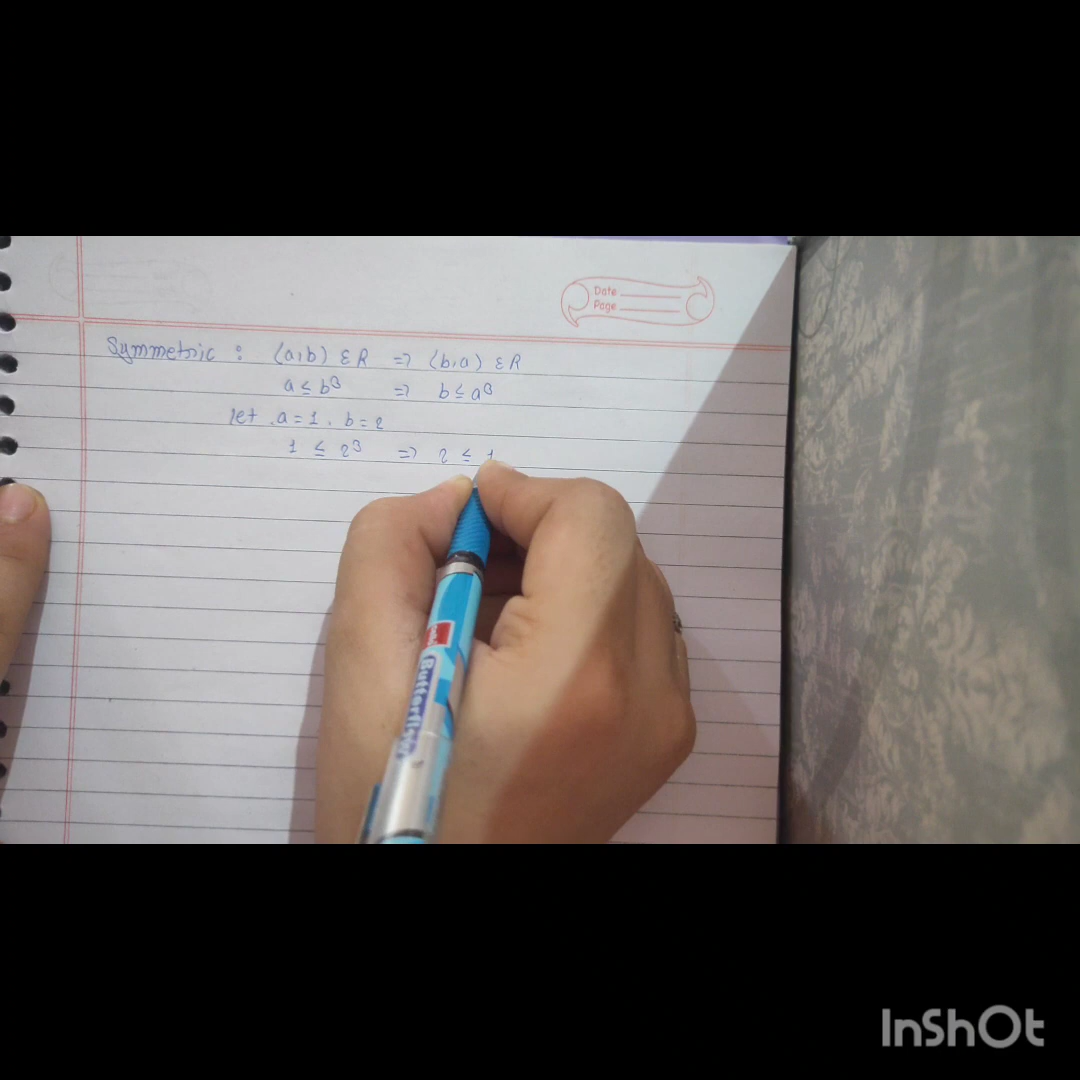 Date
Page
Symmetric : (a,b) ε R => (b,a) ε R
a ≤ b³ => b ≤ a³
let . a = 1 , b = 2
1 ≤ 2³ => 2 ≤ 1
Butterflow
InShOt